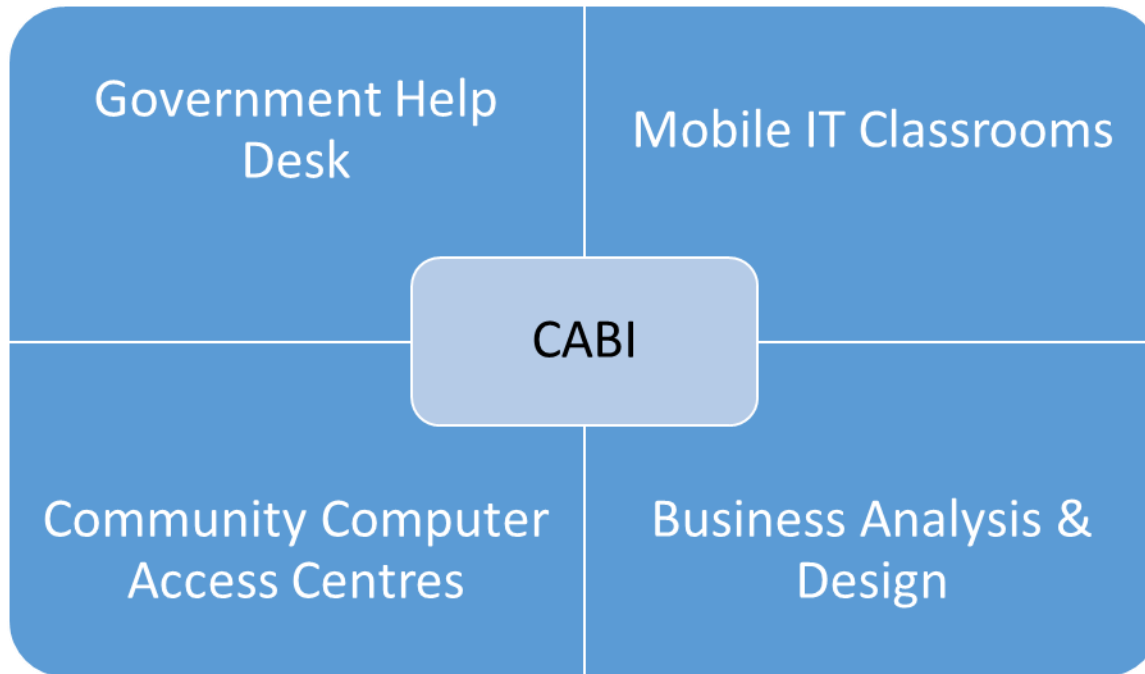 Government Help
Desk
Mobile IT Classrooms
CABI
Community Computer
Access Centres
Business Analysis &
Design